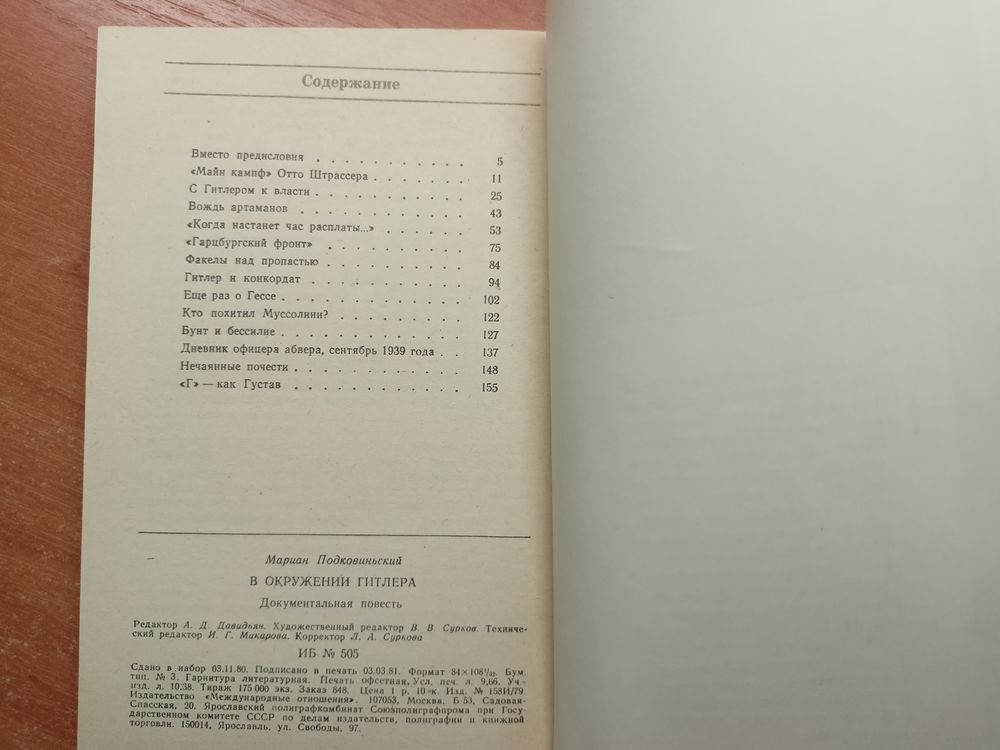 Содержание
Вместо предисловия . . . . . . . . . . . 5
«Майн кампф» Отто Штрассера . . . . . . . 11
С Гитлером к власти . . . . . . . . . . . 25
Вождь артаманов . . . . . . . . . . . 43
«Когда настанет час расплаты...» . . . . . . 53
«Гарцбургский фронт» . . . . . . . . . . 75
Факелы над пропастью . . . . . . . . . . 84
Гитлер и конкордат . . . . . . . . . . . 94
Еще раз о Гессе . . . . . . . . . . . . 102
Кто похитил Муссолини? . . . . . . . . . 122
Бунт и бессилие . . . . . . . . . . . . 127
Дневник офицера абвера, сентябрь 1939 года . . 137
Нечаянные почести . . . . . . . . . . . 148
«Г» — как Густав . . . . . . . . . . . 155
Мариан Подковиньский
В ОКРУЖЕНИИ ГИТЛЕРА
Документальная повесть
Редактор А. Д. Давидьян. Художественный редактор В. В. Сурков. Техниче-
ский редактор И. Г. Макарова. Корректор Л. А. Суркова
ИБ № 505
Сдано в набор 03.11.80. Подписано в печать 03.03.81. Формат 84×108¹/₃₂. Бум.
тип. № 3. Гарнитура литературная. Печать офсетная. Усл. печ. л. 9,66. Уч.-
изд. л. 10,38. Тираж 175 000 экз. Заказ 848. Цена 1 р. 10 к. Изд. № 158И/79
Издательство «Международные отношения». 107053, Москва, Б-53, Садовая-
Спасская, 20. Ярославский полиграфкомбинат Союзполиграфпрома при Госу-
дарственном комитете СССР по делам издательств, полиграфии и книжной
торговли. 150014, Ярославль, ул. Свободы, 97.